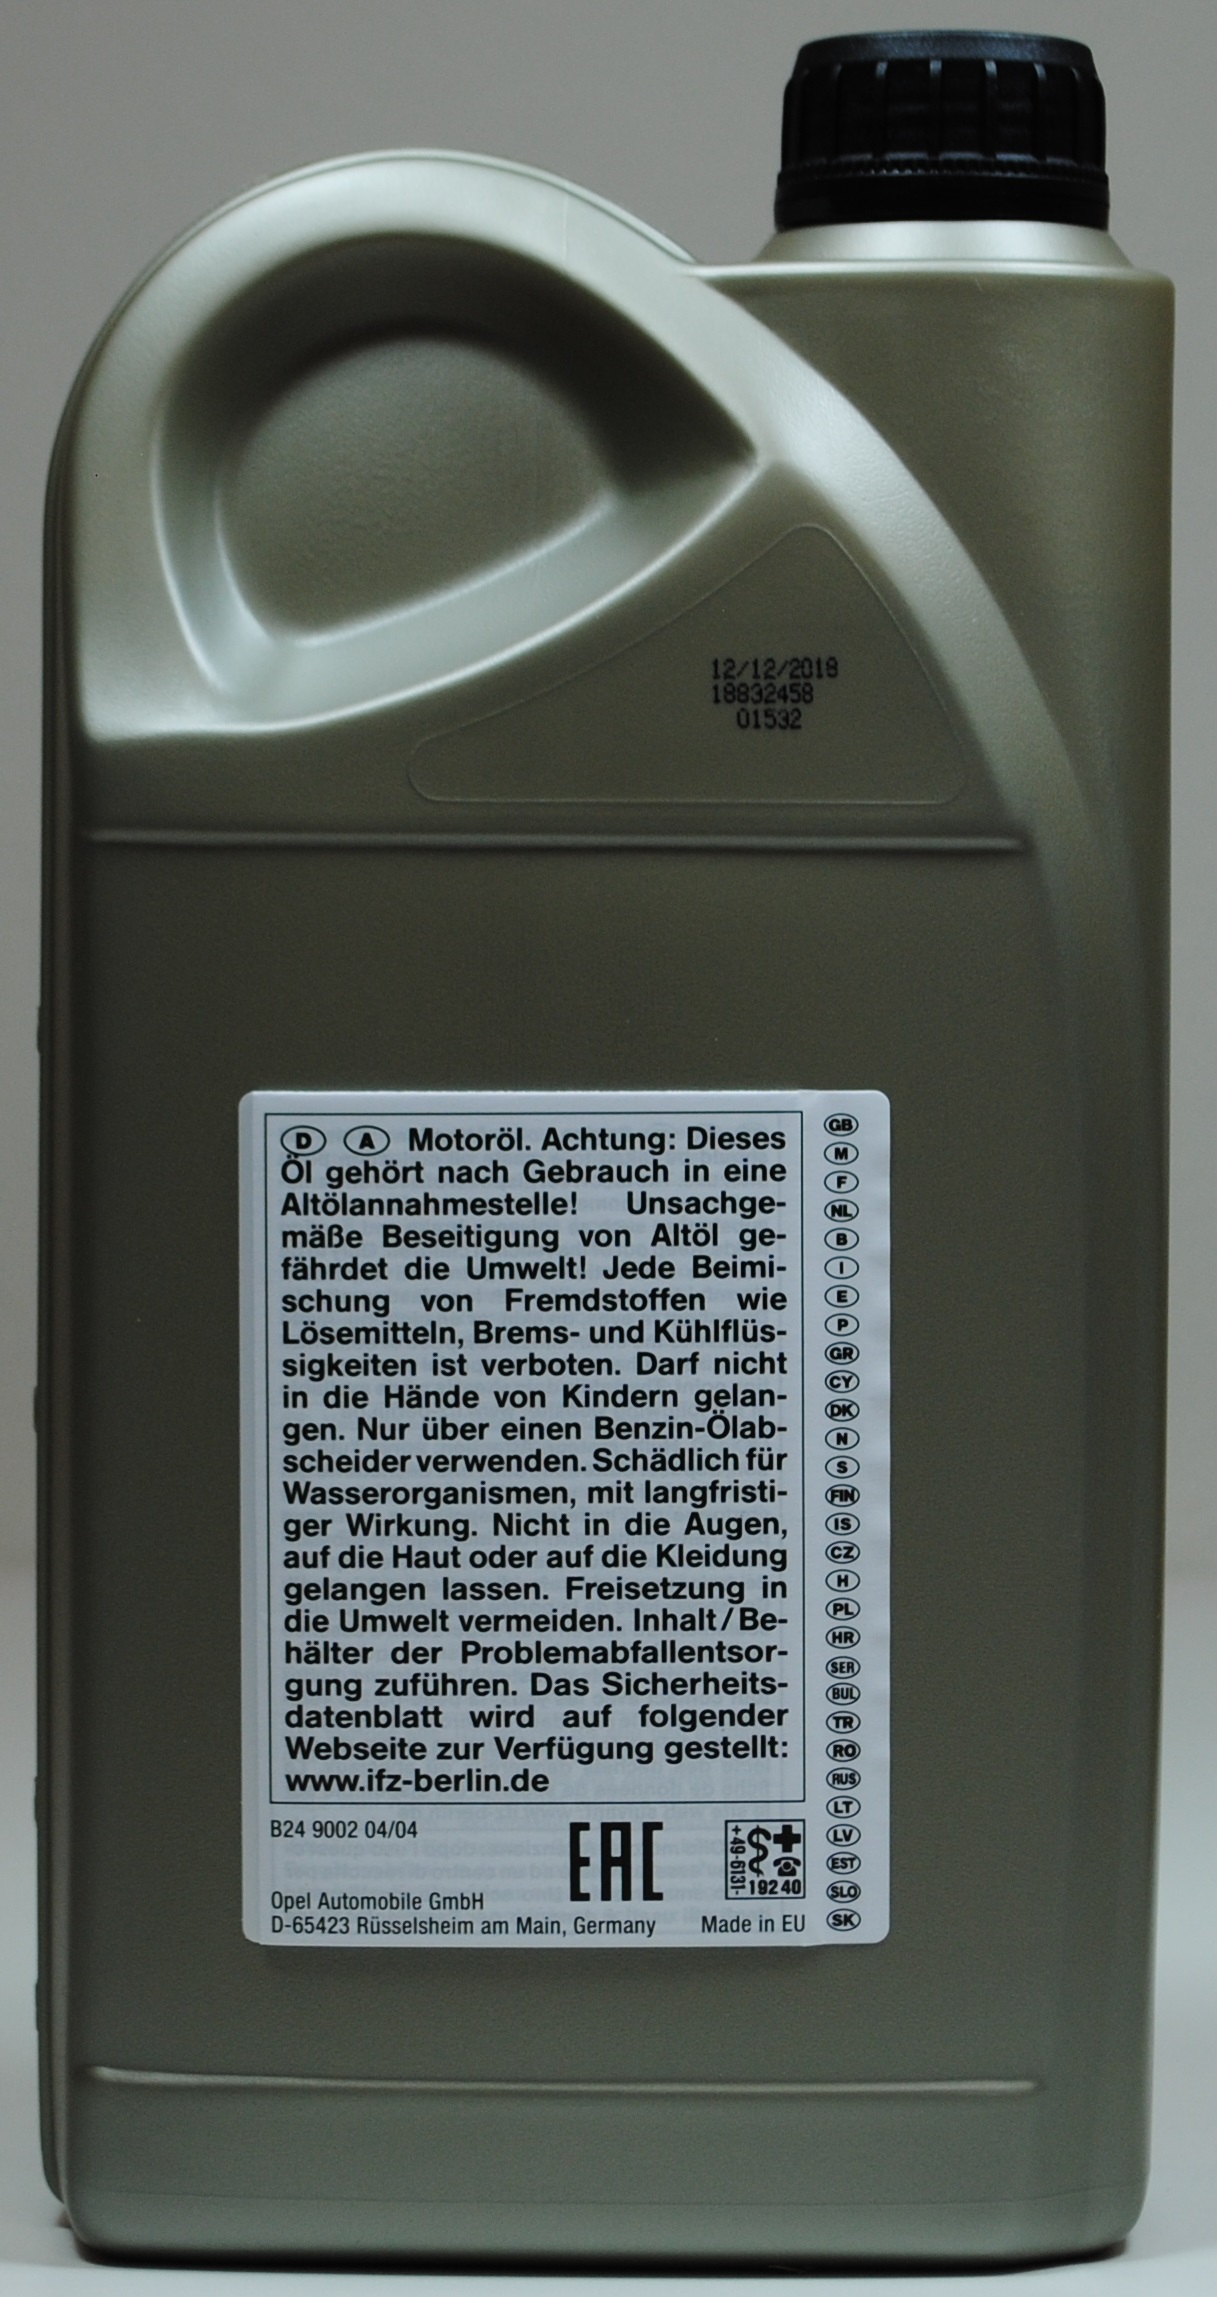 12/12/2018
18832458
01532
D A Motoröl. Achtung: Dieses
Öl gehört nach Gebrauch in eine
Altölannahmestelle! Unsachge-
mäße Beseitigung von Altöl ge-
fährdet die Umwelt! Jede Beimi-
schung von Fremdstoffen wie
Lösemitteln, Brems- und Kühlflüs-
sigkeiten ist verboten. Darf nicht
in die Hände von Kindern gelan-
gen. Nur über einen Benzin-Ölab-
scheider verwenden. Schädlich für
Wasserorganismen, mit langfristi-
ger Wirkung. Nicht in die Augen,
auf die Haut oder auf die Kleidung
gelangen lassen. Freisetzung in
die Umwelt vermeiden. Inhalt/Be-
hälter der Problemabfallentsor-
gung zuführen. Das Sicherheits-
datenblatt wird auf folgender
Webseite zur Verfügung gestellt:
www.ifz-berlin.de
B24 9002 04/04
EAC
+49-6131-
19240
Opel Automobile GmbH
D-65423 Rüsselsheim am Main, Germany Made in EU
GB
M
F
NL
B
I
E
P
GR
CY
DK
N
S
FIN
IS
CZ
H
PL
HR
SER
BUL
TR
RO
RUS
LT
LV
EST
SLO
SK